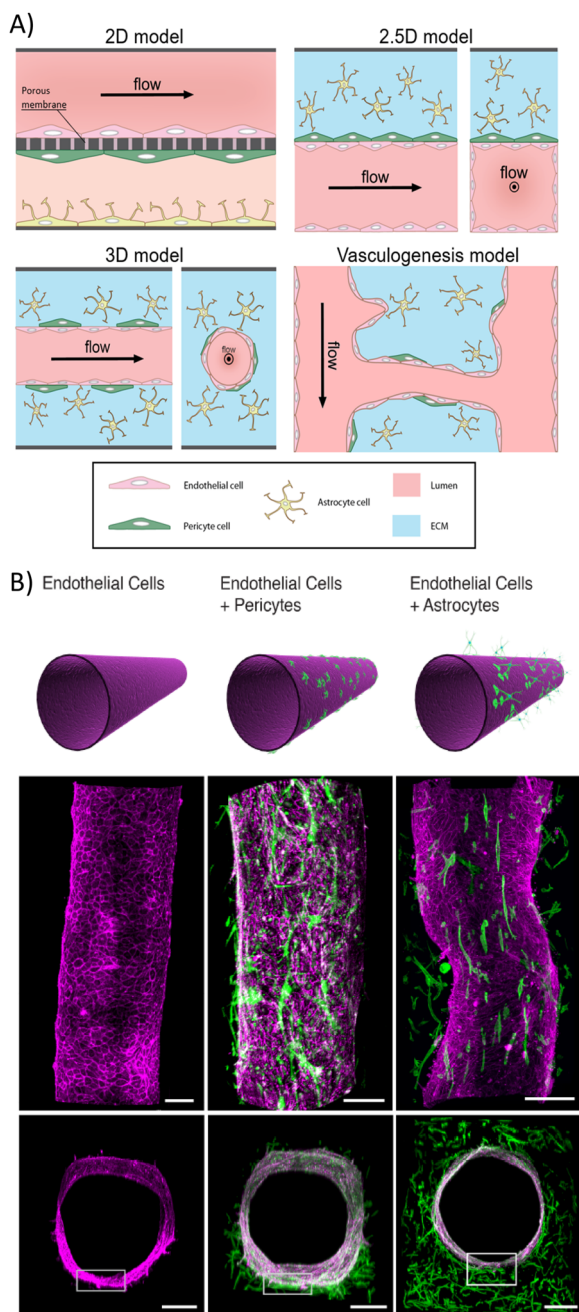 A)
2D model
2.5D model
Porous
membrane
flow
flow
flow
3D model
Vasculogenesis model
flow
flow
flow
Endothelial cell
Pericyte cell
Astrocyte cell
Lumen
ECM
B)
Endothelial Cells
Endothelial Cells
+ Pericytes
Endothelial Cells
+ Astrocytes